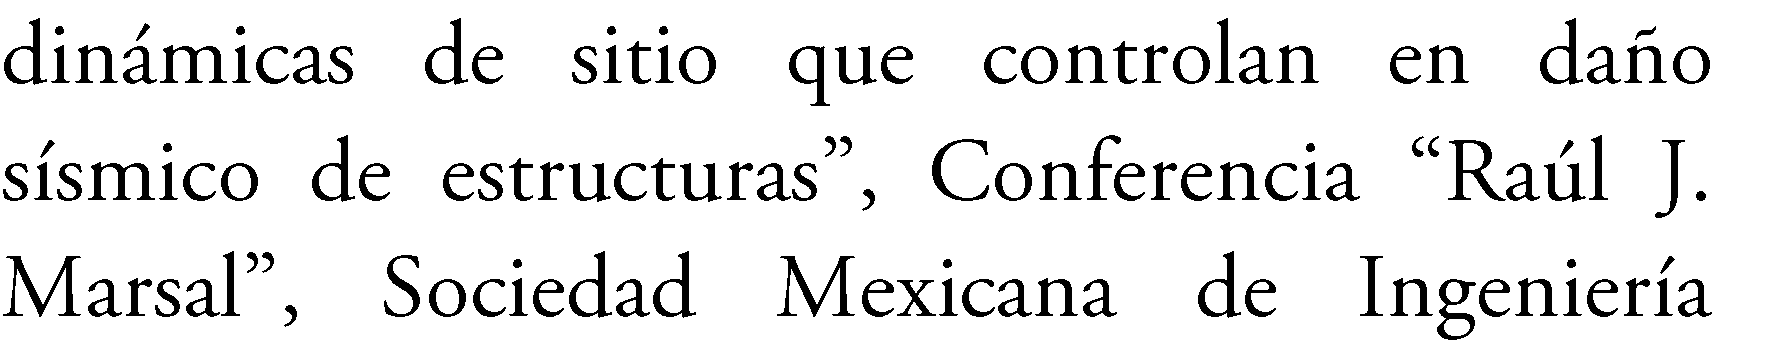 dinámicas de sitio que controlan en daño
sísmico de estructuras”, Conferencia “Raúl J.
Marsal”, Sociedad Mexicana de Ingeniería